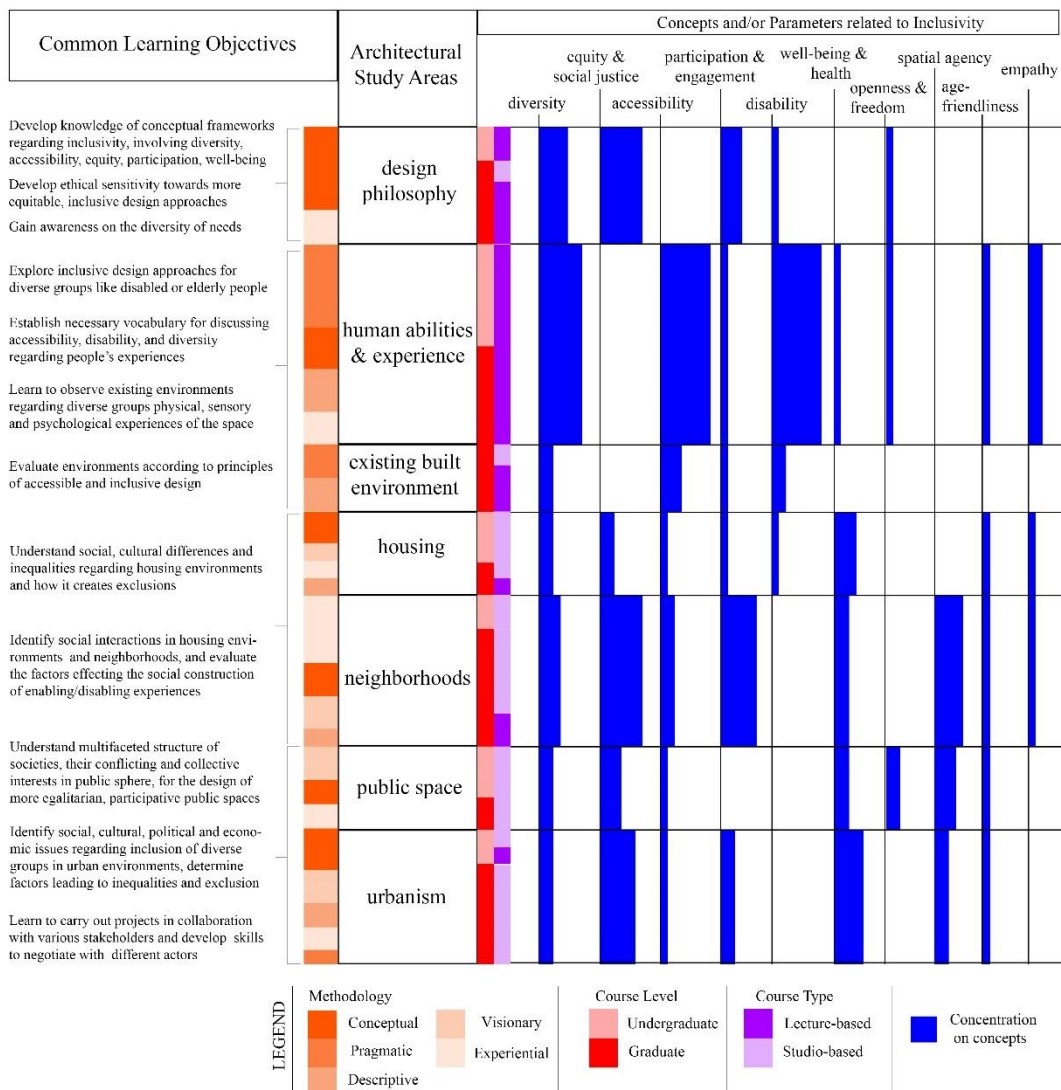 Common Learning Objectives
Architectural
Study Areas
Concepts and/or Parameters related to Inclusivity
diversity
equity &
social justice
accessibility
participation &
engagement
disability
well-being &
health
openness &
freedom
spatial agency
age-
friendliness
empathy
Develop knowledge of conceptual frameworks
regarding inclusivity, involving diversity,
accessibility, equity, participation, well-being
Develop ethical sensitivity towards more
equitable, inclusive design approaches
Gain awareness on the diversity of needs
design
philosophy
Explore inclusive design approaches for
diverse groups like disabled or elderly people
Establish necessary vocabulary for discussing
accessibility, disability, and diversity
regarding people's experiences
Learn to observe existing environments
regarding diverse groups physical, sensory
and psychological experiences of the space
human abilities
& experience
Evaluate environments according to principles
of accessible and inclusive design
existing built
environment
Understand social, cultural differences and
inequalities regarding housing environments
and how it creates exclusions
housing
Identify social interactions in housing envi-
ronments and neighborhoods, and evaluate
the factors effecting the social construction
of enabling/disabling experiences
neighborhoods
Understand multifaceted structure of
societies, their conflicting and collective
interests in public sphere, for the design of
more egalitarian, participative public spaces
public space
Identify social, cultural, political and econo-
mic issues regarding inclusion of diverse
groups in urban environments, determine
factors leading to inequalities and exclusion
Learn to carry out projects in collaboration
with various stakeholders and develop skills
to negotiate with different actors
urbanism
LEGEND
Methodology
Conceptual
Pragmatic
Descriptive
Visionary
Experiential
Course Level
Undergraduate
Graduate
Course Type
Lecture-based
Studio-based
Concentration
on concepts